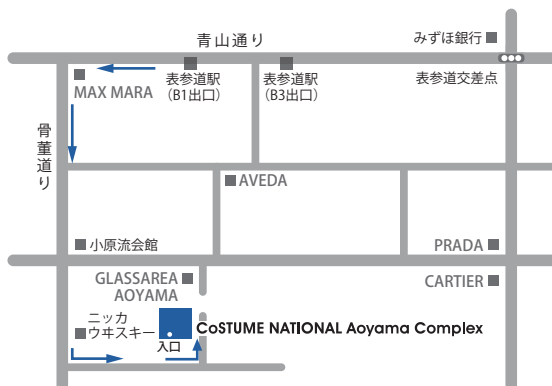 青山通り
みずほ銀行
表参道駅
(B1出口)
表参道駅
(B3出口)
表参道交差点
MAX MARA
骨董道り
AVEDA
小原流会館
PRADA
GLASSAREA
AOYAMA
CARTIER
ニッカ
ウヰスキー
入口
CoSTUME NATIONAL Aoyama Complex